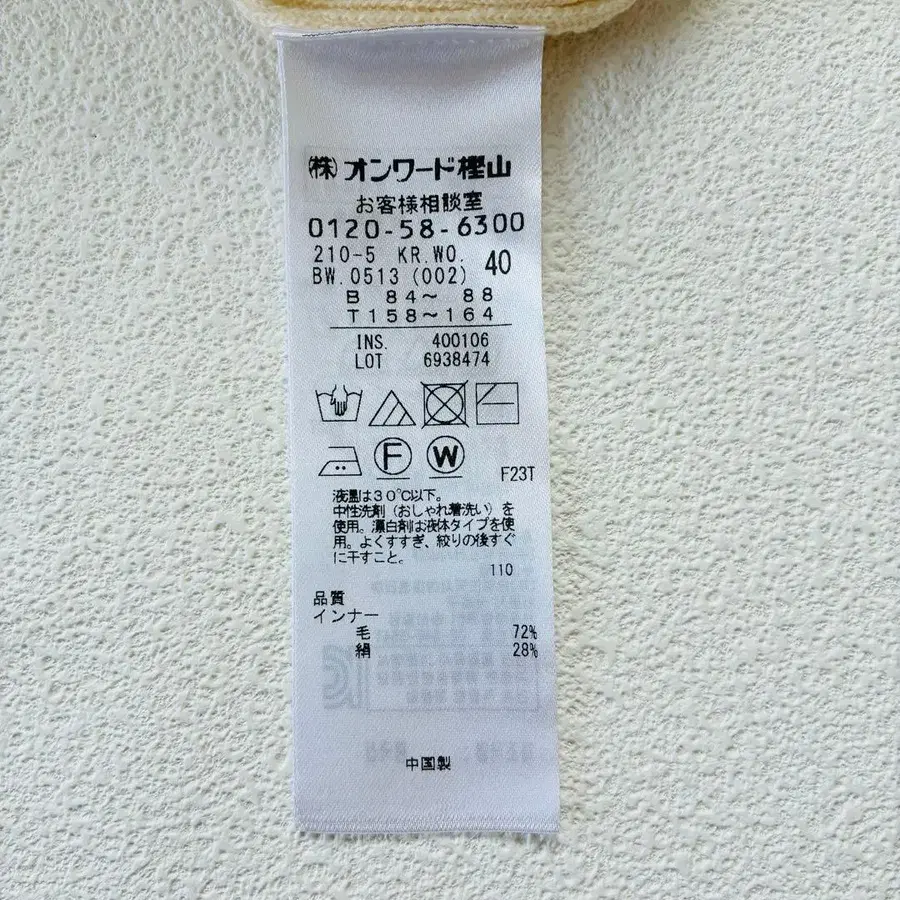 ㈱オンワード樫山
お客様相談室
0120-58-6300
210-5 KR.WO.
BW.0513 (002) 40
B 84～ 88
T158～164
INS. 400106
LOT 6938474
F
W
F23T
液温は30℃以下。
中性洗剤（おしゃれ着洗い）を
使用。漂白剤は液体タイプを使
用。よくすすぎ、絞りの後すぐ
に干すこと。
110
品質
インナー
毛 72%
絹 28%
中国製